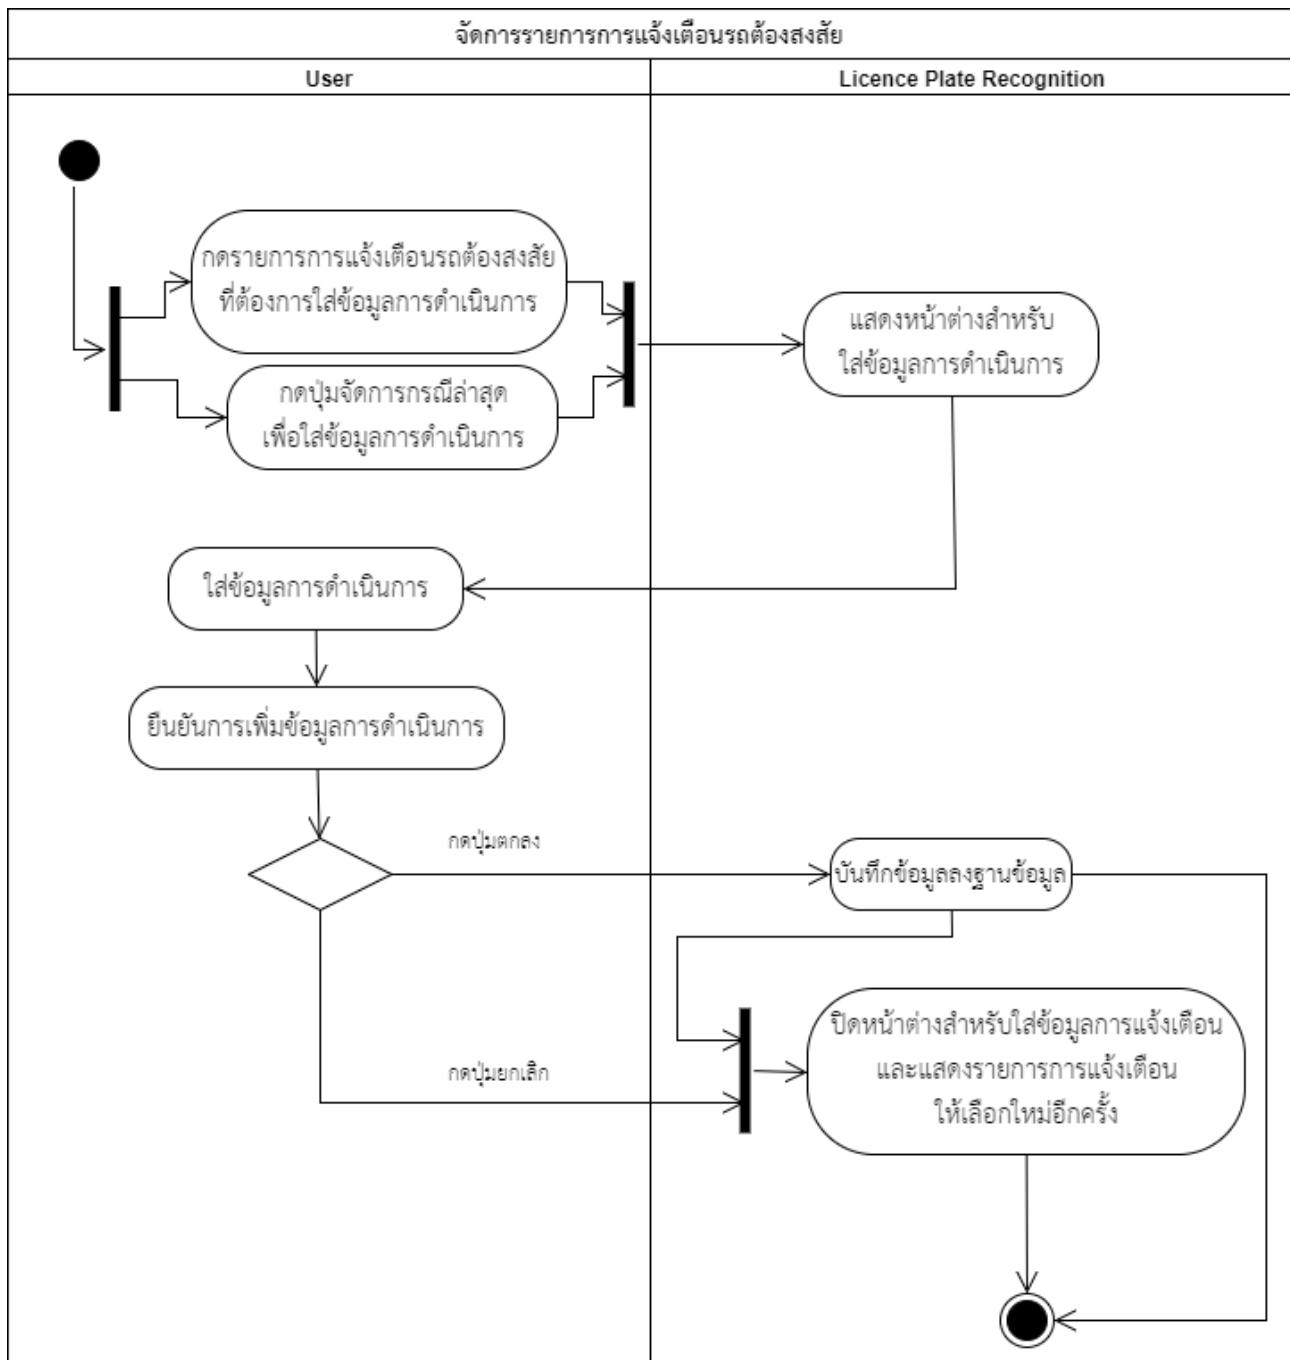 จัดการรายการการแจ้งเตือนรถต้องสงสัย
User
Licence Plate Recognition
กดรายการการแจ้งเตือนรถต้องสงสัย
ที่ต้องการใส่ข้อมูลการดำเนินการ
แสดงหน้าต่างสำหรับ
ใส่ข้อมูลการดำเนินการ
กดปุ่มจัดการกรณีล่าสุด
เพื่อใส่ข้อมูลการดำเนินการ
ใส่ข้อมูลการดำเนินการ
ยืนยันการเพิ่มข้อมูลการดำเนินการ
กดปุ่มตกลง
บันทึกข้อมูลลงฐานข้อมูล
ปิดหน้าต่างสำหรับใส่ข้อมูลการแจ้งเตือน
และแสดงรายการการแจ้งเตือน
ให้เลือกใหม่อีกครั้ง
กดปุ่มยกเลิก